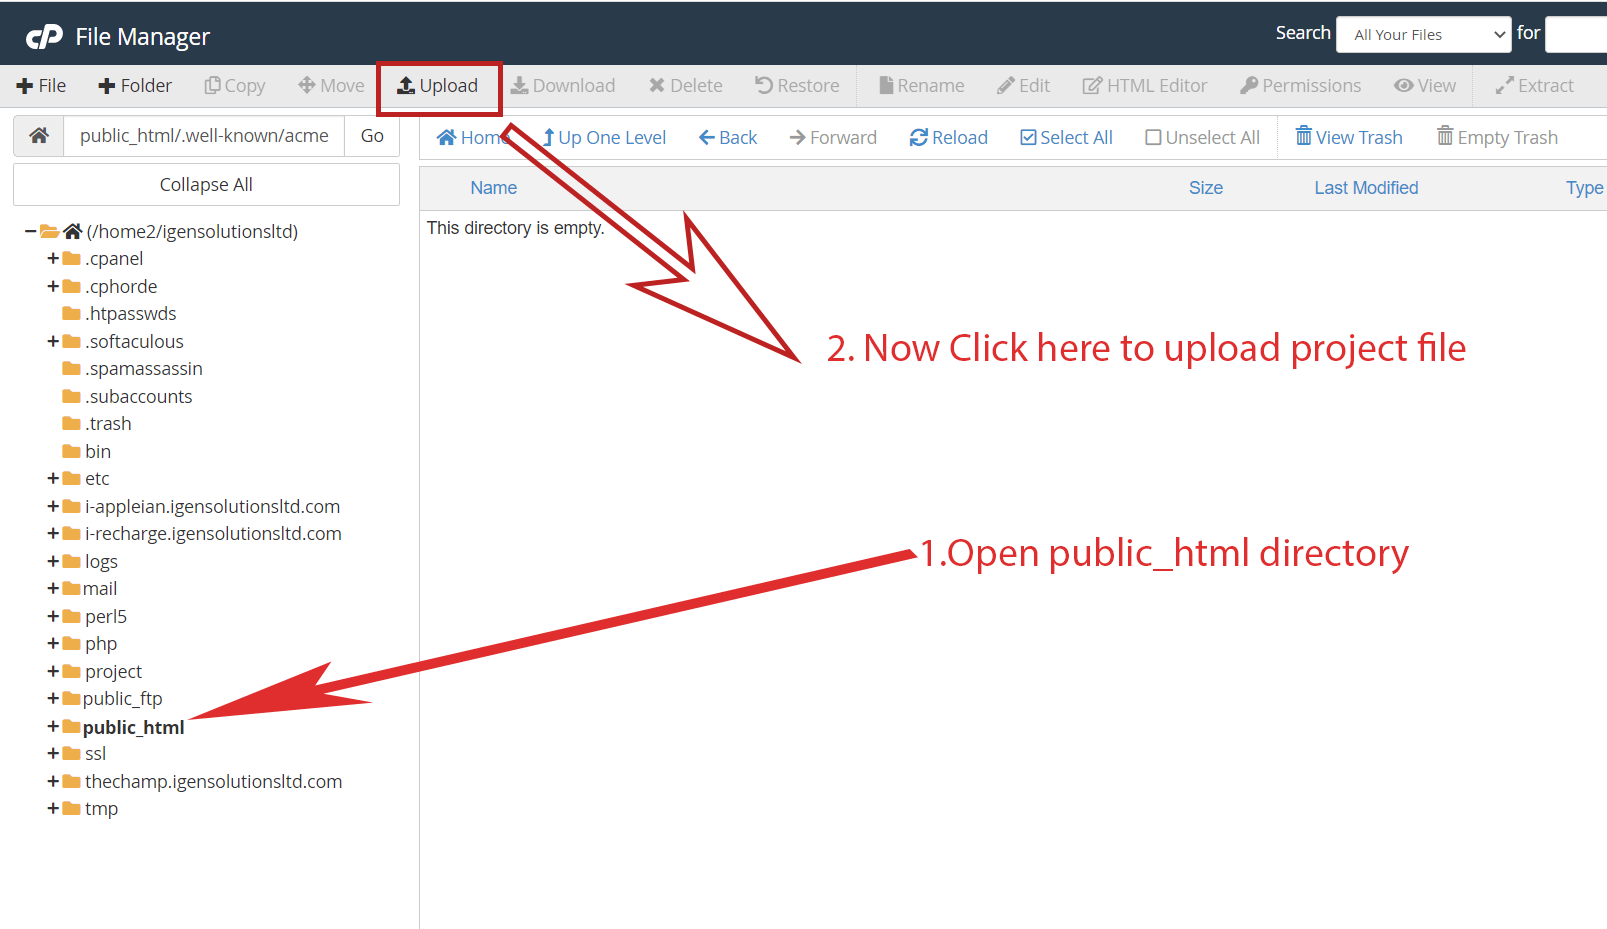 cP File Manager
Search All Your Files for
File Folder Copy Move Upload Download Delete Restore Rename Edit HTML Editor Permissions View Extract
public_html/.well-known/acme Go
Home Up One Level Back Forward Reload Select All Unselect All View Trash Empty Trash
Collapse All
Name Size Last Modified Type
This directory is empty.
(/home2/igensolutionsltd)
.cpanel
.cphorde
.htpasswds
.softaculous
.spamassassin
.subaccounts
.trash
bin
etc
i-appleian.igensolutionsltd.com
i-recharge.igensolutionsltd.com
logs
mail
perl5
php
project
public_ftp
public_html
ssl
thechamp.igensolutionsltd.com
tmp
2. Now Click here to upload project file
1.Open public_html directory